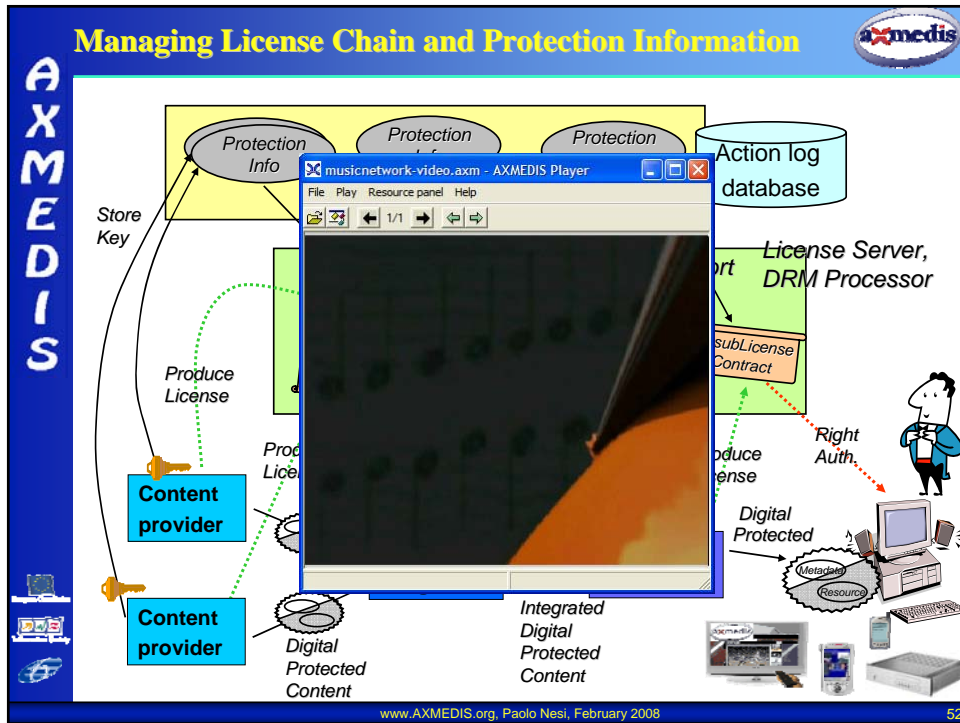 Managing License Chain and Protection Information
axmedis
AXMEDIS
Protection
Info
Protection
Protection
Action log
database
Store
Key
musicnetwork-video.axm - AXMEDIS Player
File Play Resource panel Help
1/1
License Server,
DRM Processor
subLicense
Contract
Produce
License
Right
Auth.
Content
provider
Digital
Protected
Metadata
Resource
Content
provider
Digital
Protected
Content
Integrated
Digital
Protected
Content
axmedis
www.AXMEDIS.org, Paolo Nesi, February 2008
52